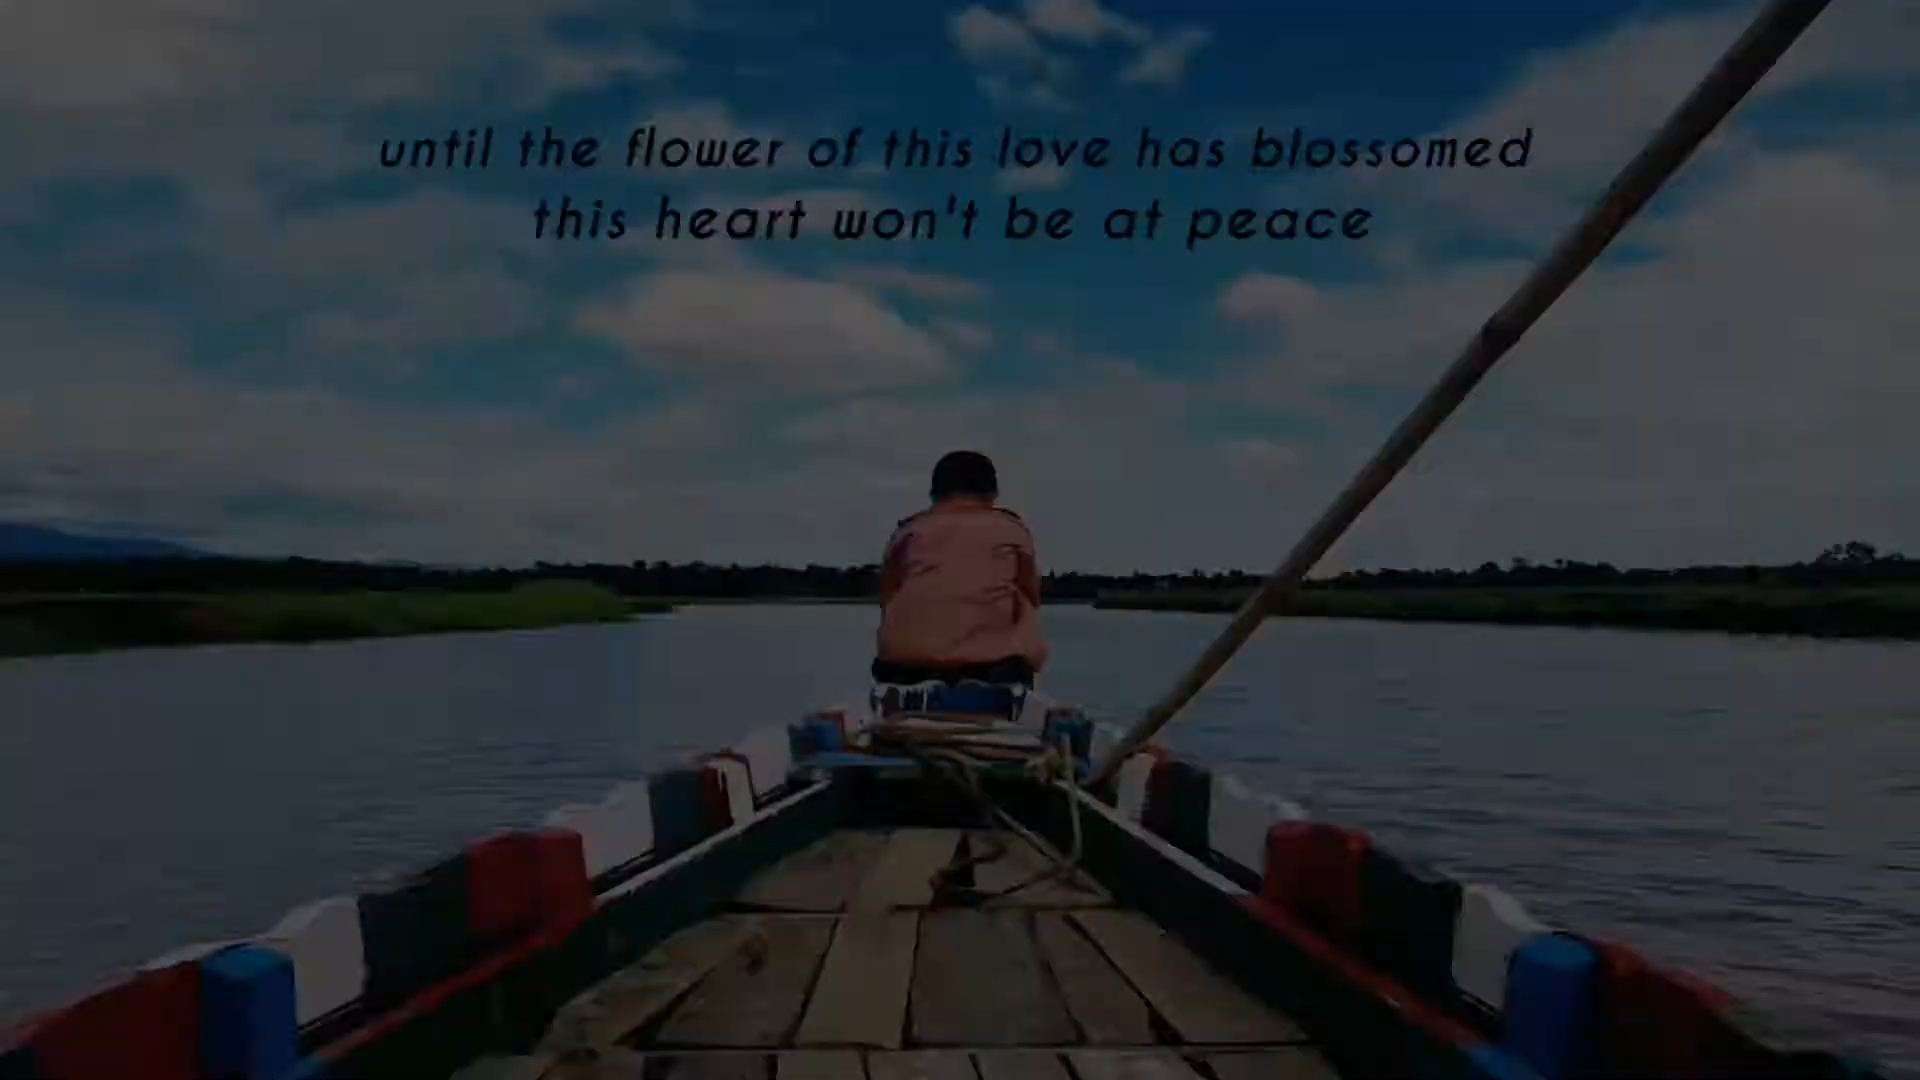 until the flower of this love has blossomed
this heart won't be at peace